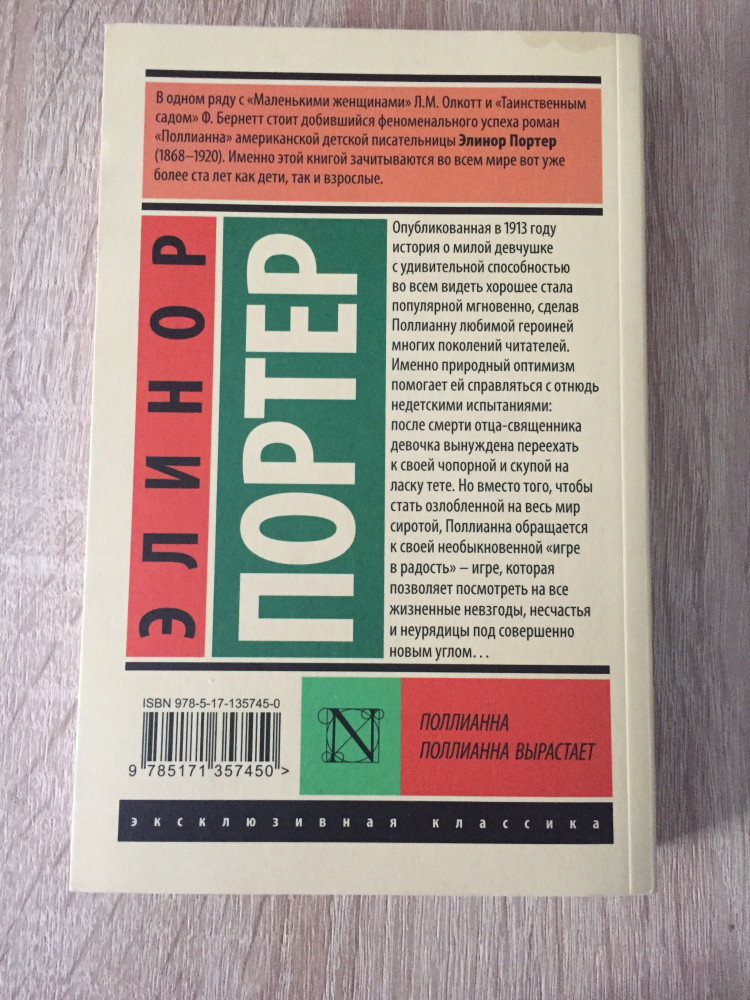 В одном ряду с «Маленькими женщинами» Л.М. Олкотт и «Таинственным
садом» Ф. Бернетт стоит добившийся феноменального успеха роман
«Поллианна» американской детской писательницы Элинор Портер
(1868–1920). Именно этой книгой зачитываются во всем мире вот уже
более ста лет как дети, так и взрослые.
ЭЛИНОР
ПОРТЕР
Опубликованная в 1913 году
история о милой девчушке
с удивительной способностью
во всем видеть хорошее стала
популярной мгновенно, сделав
Поллианну любимой героиней
многих поколений читателей.
Именно природный оптимизм
помогает ей справляться с отнюдь
недетскими испытаниями:
после смерти отца-священника
девочка вынуждена переехать
к своей чопорной и скупой на
ласку тете. Но вместо того, чтобы
стать озлобленной на весь мир
сиротой, Поллианна обращается
к своей необыкновенной «игре
в радость» – игре, которая
позволяет посмотреть на все
жизненные невзгоды, несчастья
и неурядицы под совершенно
новым углом…
ISBN 978-5-17-135745-0
9 785171 357450 >
N
ПОЛЛИАННА
ПОЛЛИАННА ВЫРАСТАЕТ
эксклюзивная классика